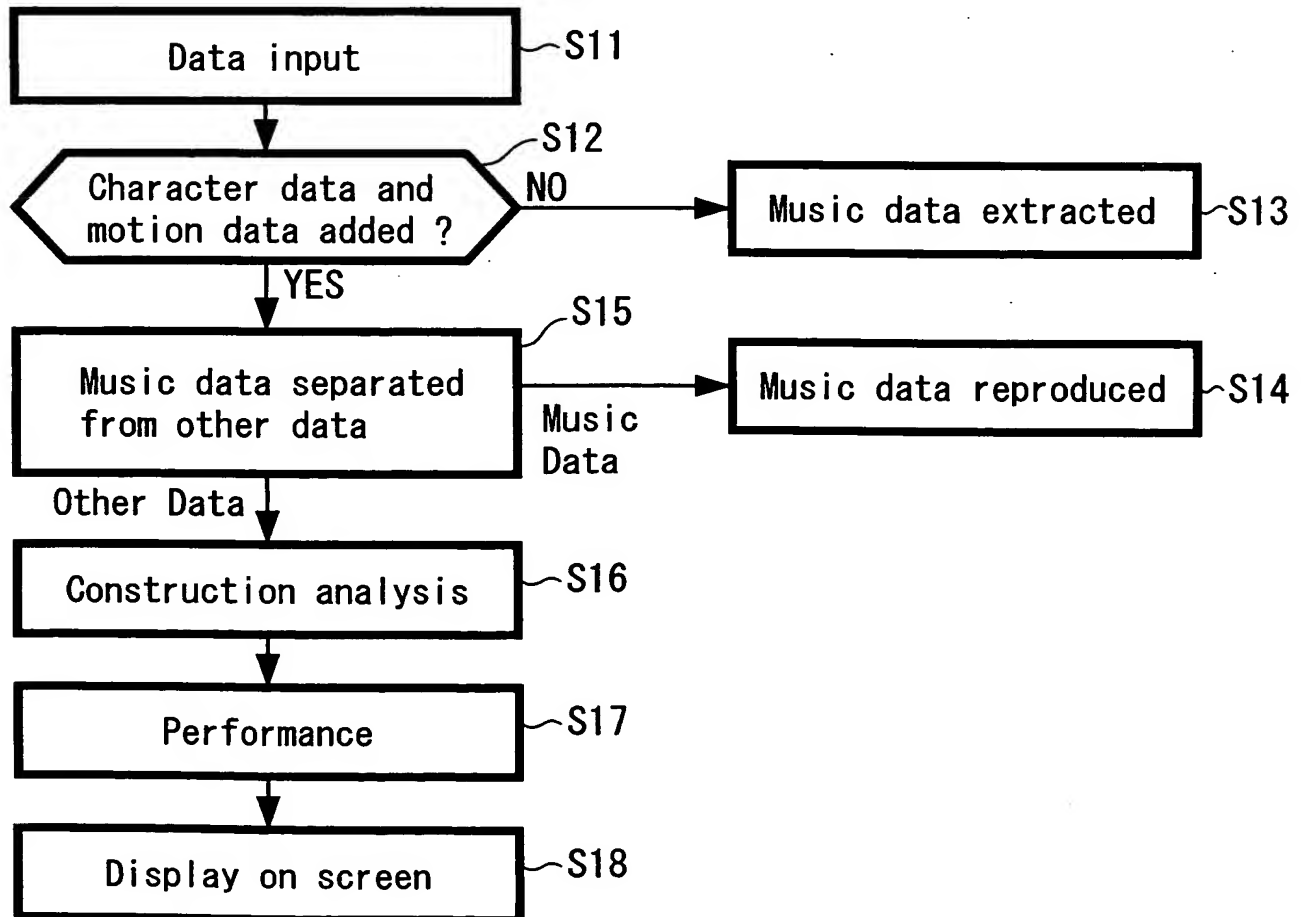 Data input
S11
S12
Character data and
motion data added ?
NO
Music data extracted
S13
YES
S15
Music data separated
from other data
Music
Data
Music data reproduced
S14
Other Data
Construction analysis
S16
Performance
S17
Display on screen
S18